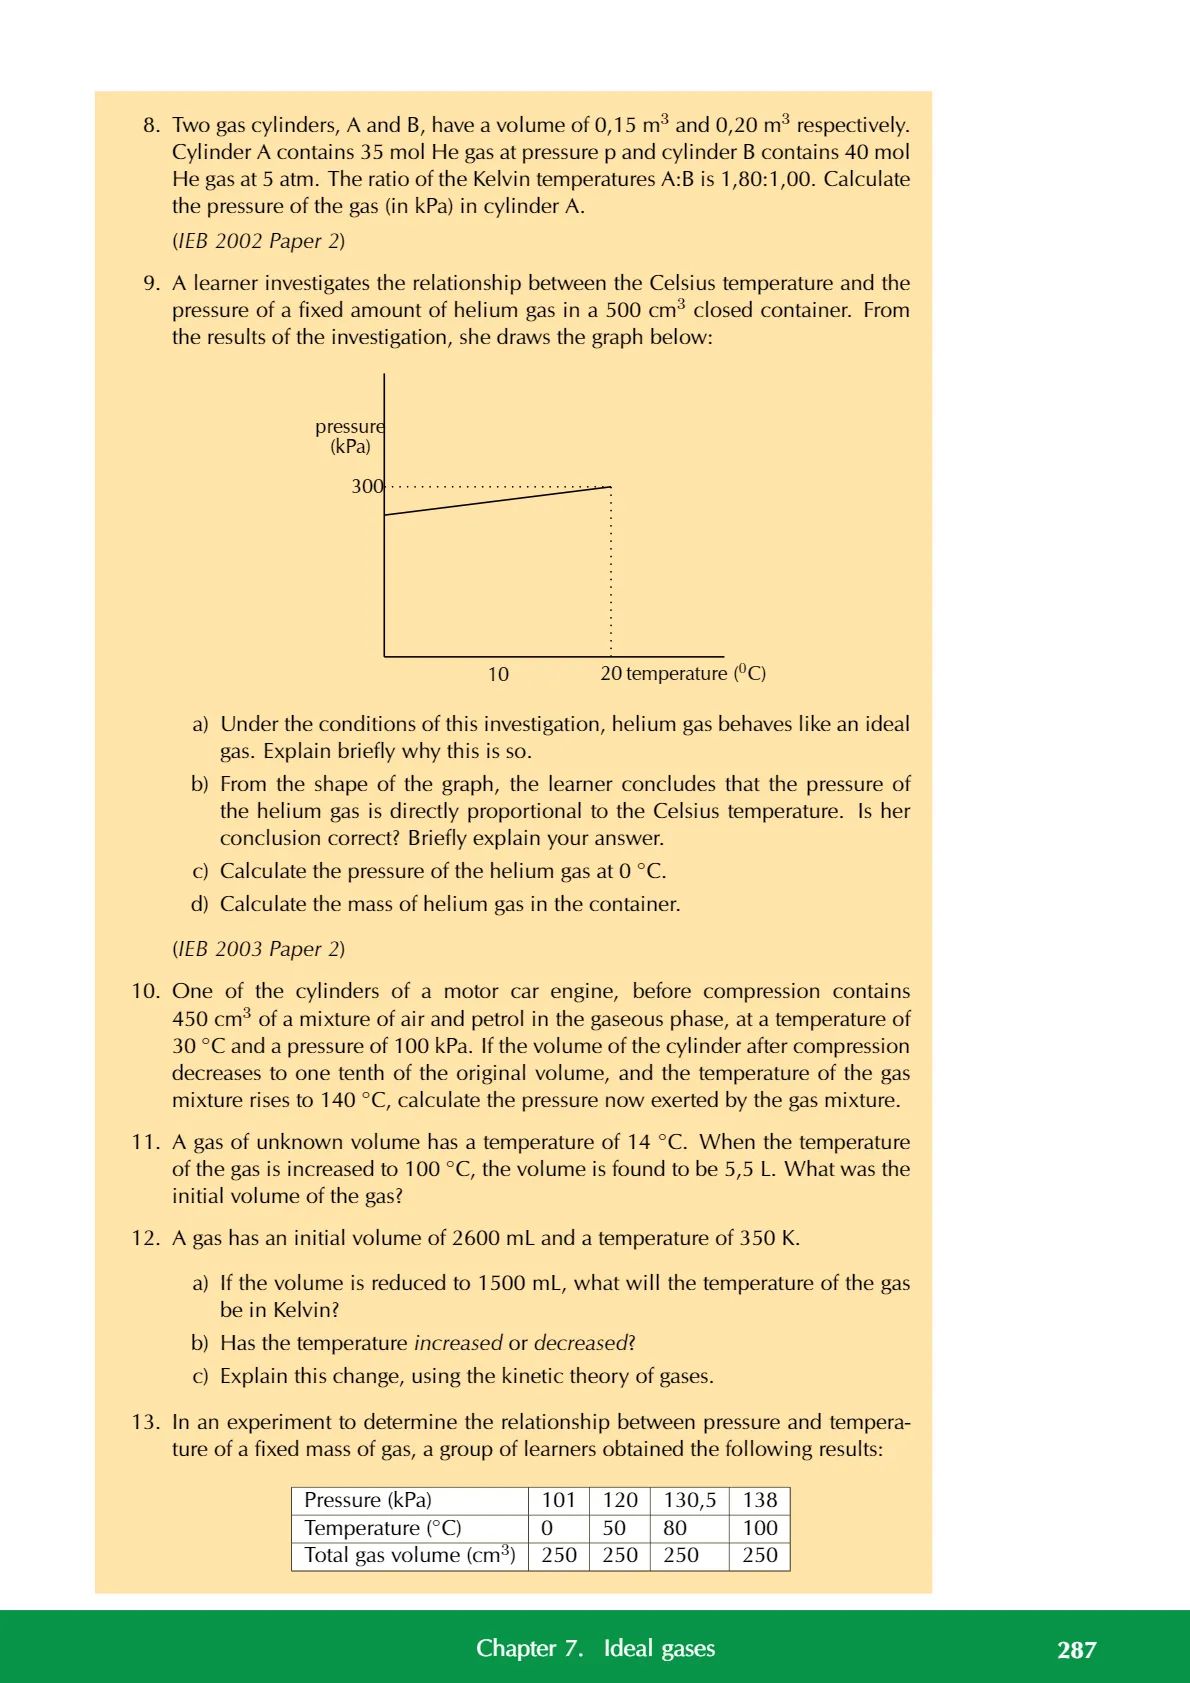 8. Two gas cylinders, A and B, have a volume of 0,15 m³ and 0,20 m³ respectively.
Cylinder A contains 35 mol He gas at pressure p and cylinder B contains 40 mol
He gas at 5 atm. The ratio of the Kelvin temperatures A:B is 1,80:1,00. Calculate
the pressure of the gas (in kPa) in cylinder A.
(IEB 2002 Paper 2)
9. A learner investigates the relationship between the Celsius temperature and the
pressure of a fixed amount of helium gas in a 500 cm³ closed container. From
the results of the investigation, she draws the graph below:
pressure
(kPa)
300
10 20 temperature (⁰C)
a) Under the conditions of this investigation, helium gas behaves like an ideal
gas. Explain briefly why this is so.
b) From the shape of the graph, the learner concludes that the pressure of
the helium gas is directly proportional to the Celsius temperature. Is her
conclusion correct? Briefly explain your answer.
c) Calculate the pressure of the helium gas at 0 °C.
d) Calculate the mass of helium gas in the container.
(IEB 2003 Paper 2)
10. One of the cylinders of a motor car engine, before compression contains
450 cm³ of a mixture of air and petrol in the gaseous phase, at a temperature of
30 °C and a pressure of 100 kPa. If the volume of the cylinder after compression
decreases to one tenth of the original volume, and the temperature of the gas
mixture rises to 140 °C, calculate the pressure now exerted by the gas mixture.
11. A gas of unknown volume has a temperature of 14 °C. When the temperature
of the gas is increased to 100 °C, the volume is found to be 5,5 L. What was the
initial volume of the gas?
12. A gas has an initial volume of 2600 mL and a temperature of 350 K.
a) If the volume is reduced to 1500 mL, what will the temperature of the gas
be in Kelvin?
b) Has the temperature increased or decreased?
c) Explain this change, using the kinetic theory of gases.
13. In an experiment to determine the relationship between pressure and tempera-
ture of a fixed mass of gas, a group of learners obtained the following results:
Pressure (kPa) 101 120 130,5 138
Temperature (°C) 0 50 80 100
Total gas volume (cm³) 250 250 250 250
Chapter 7. Ideal gases 287